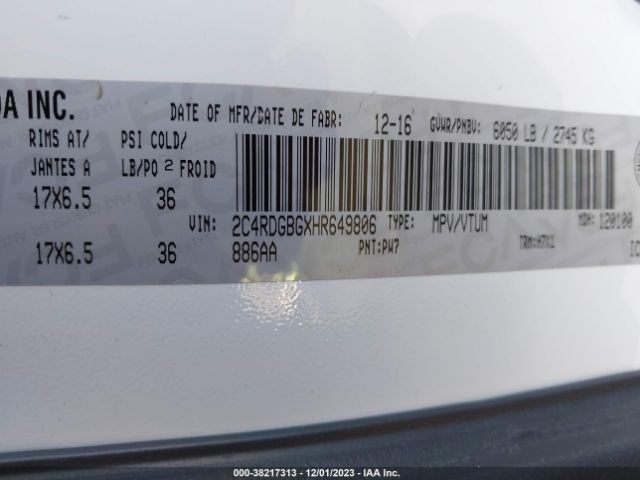 DA INC.
DATE OF MFR/DATE DE FABR: 12-16 GVWR/PNBV: 6050 LB / 2745 KG
RIMS AT/ PSI COLD/
JANTES A LB/PO 2 FROID
17X6.5 36
VIN: 2C4RDGBGXHR649806 TYPE: MPV/VTUM MDH: 120100
17X6.5 36 886AA PNT:PW7
IC
000-38217313 - 12/01/2023 - IAA Inc.